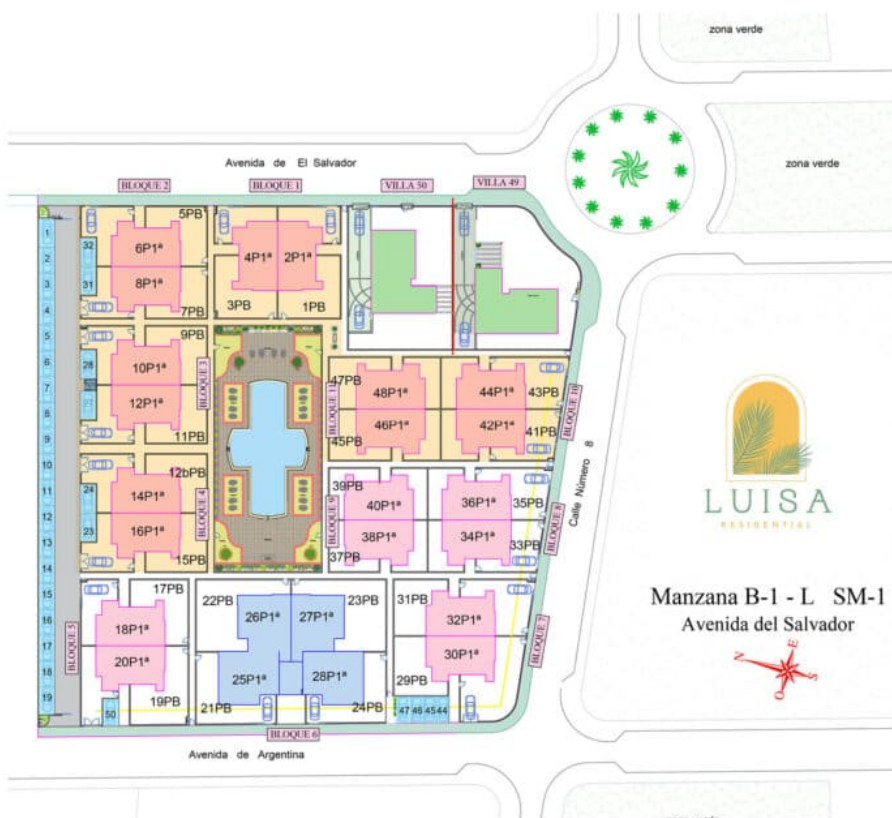 zona verde
Avenida de El Salvador
zona verde
BLOQUE 2
BLOQUE 1
VILLA 50
VILLA 49
1
2
3
4
5
6
7
8
9
10
11
12
13
14
15
16
17
18
19
32
31
28
27
24
23
50
5PB
6P1ª
8P1ª
7PB
4P1ª
2P1ª
3PB
1PB
9PB
10P1ª
12P1ª
11PB
BLOQUE 3
12bPB
14P1ª
16P1ª
15PB
BLOQUE 4
47PB
48P1ª
46P1ª
45PB
BLOQUE 11
44P1ª
43PB
42P1ª
41PB
BLOQUE 10
39PB
40P1ª
38P1ª
37PB
BLOQUE 9
36P1ª
35PB
34P1ª
33PB
BLOQUE 8
Calle Número 8
17PB
18P1ª
20P1ª
19PB
BLOQUE 5
22PB
26P1ª
27P1ª
23PB
25P1ª
28P1ª
21PB
24PB
BLOQUE 6
31PB
32P1ª
30P1ª
29PB
BLOQUE 7
47 46 45 44
Avenida de Argentina
LUISA
RESIDENTIAL
Manzana B-1 - L SM-1
Avenida del Salvador
N
E
S
O